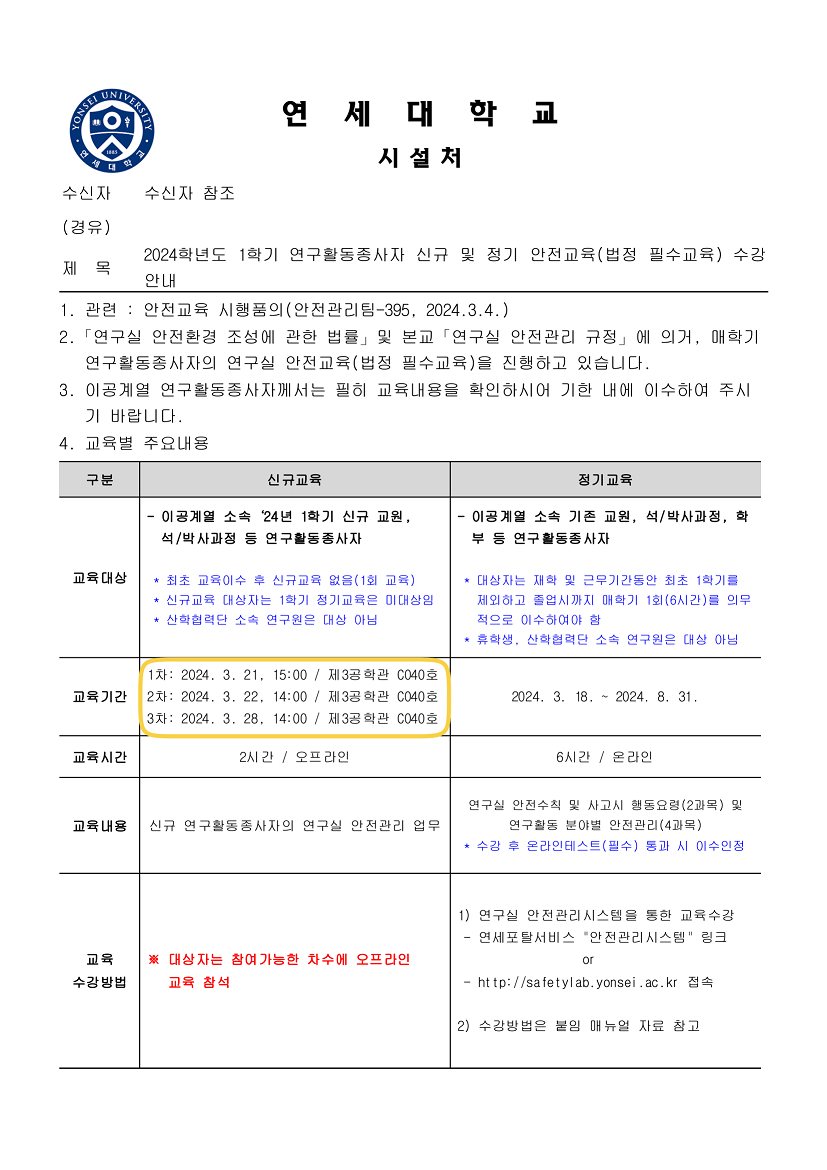 YONSEI UNIVERSITY
1885
연세대학교
연 세 대 학 교
시설처
수신자 수신자 참조
(경유)
제 목 2024학년도 1학기 연구활동종사자 신규 및 정기 안전교육(법정 필수교육) 수강
안내
1. 관련 : 안전교육 시행품의(안전관리팀-395, 2024.3.4.)
2.「연구실 안전환경 조성에 관한 법률」및 본교「연구실 안전관리 규정」에 의거, 매학기
연구활동종사자의 연구실 안전교육(법정 필수교육)을 진행하고 있습니다.
3. 이공계열 연구활동종사자께서는 필히 교육내용을 확인하시어 기한 내에 이수하여 주시
기 바랍니다.
4. 교육별 주요내용
구분 신규교육 정기교육
교육대상
- 이공계열 소속 ‘24년 1학기 신규 교원,
석/박사과정 등 연구활동종사자
* 최초 교육이수 후 신규교육 없음(1회 교육)
* 신규교육 대상자는 1학기 정기교육은 미대상임
* 산학협력단 소속 연구원은 대상 아님
- 이공계열 소속 기존 교원, 석/박사과정, 학
부 등 연구활동종사자
* 대상자는 재학 및 근무기간동안 최초 1학기를
제외하고 졸업시까지 매학기 1회(6시간)를 의무
적으로 이수하여야 함
* 휴학생, 산학협력단 소속 연구원은 대상 아님
교육기간
1차: 2024. 3. 21, 15:00 / 제3공학관 C040호
2차: 2024. 3. 22, 14:00 / 제3공학관 C040호
3차: 2024. 3. 28, 14:00 / 제3공학관 C040호
2024. 3. 18. ~ 2024. 8. 31.
교육시간 2시간 / 오프라인 6시간 / 온라인
교육내용
신규 연구활동종사자의 연구실 안전관리 업무
연구실 안전수칙 및 사고시 행동요령(2과목) 및
연구활동 분야별 안전관리(4과목)
* 수강 후 온라인테스트(필수) 통과 시 이수인정
교육
수강방법
※ 대상자는 참여가능한 차수에 오프라인
교육 참석
1) 연구실 안전관리시스템을 통한 교육수강
- 연세포탈서비스 "안전관리시스템" 링크
or
- http://safetylab.yonsei.ac.kr 접속
2) 수강방법은 붙임 매뉴얼 자료 참고